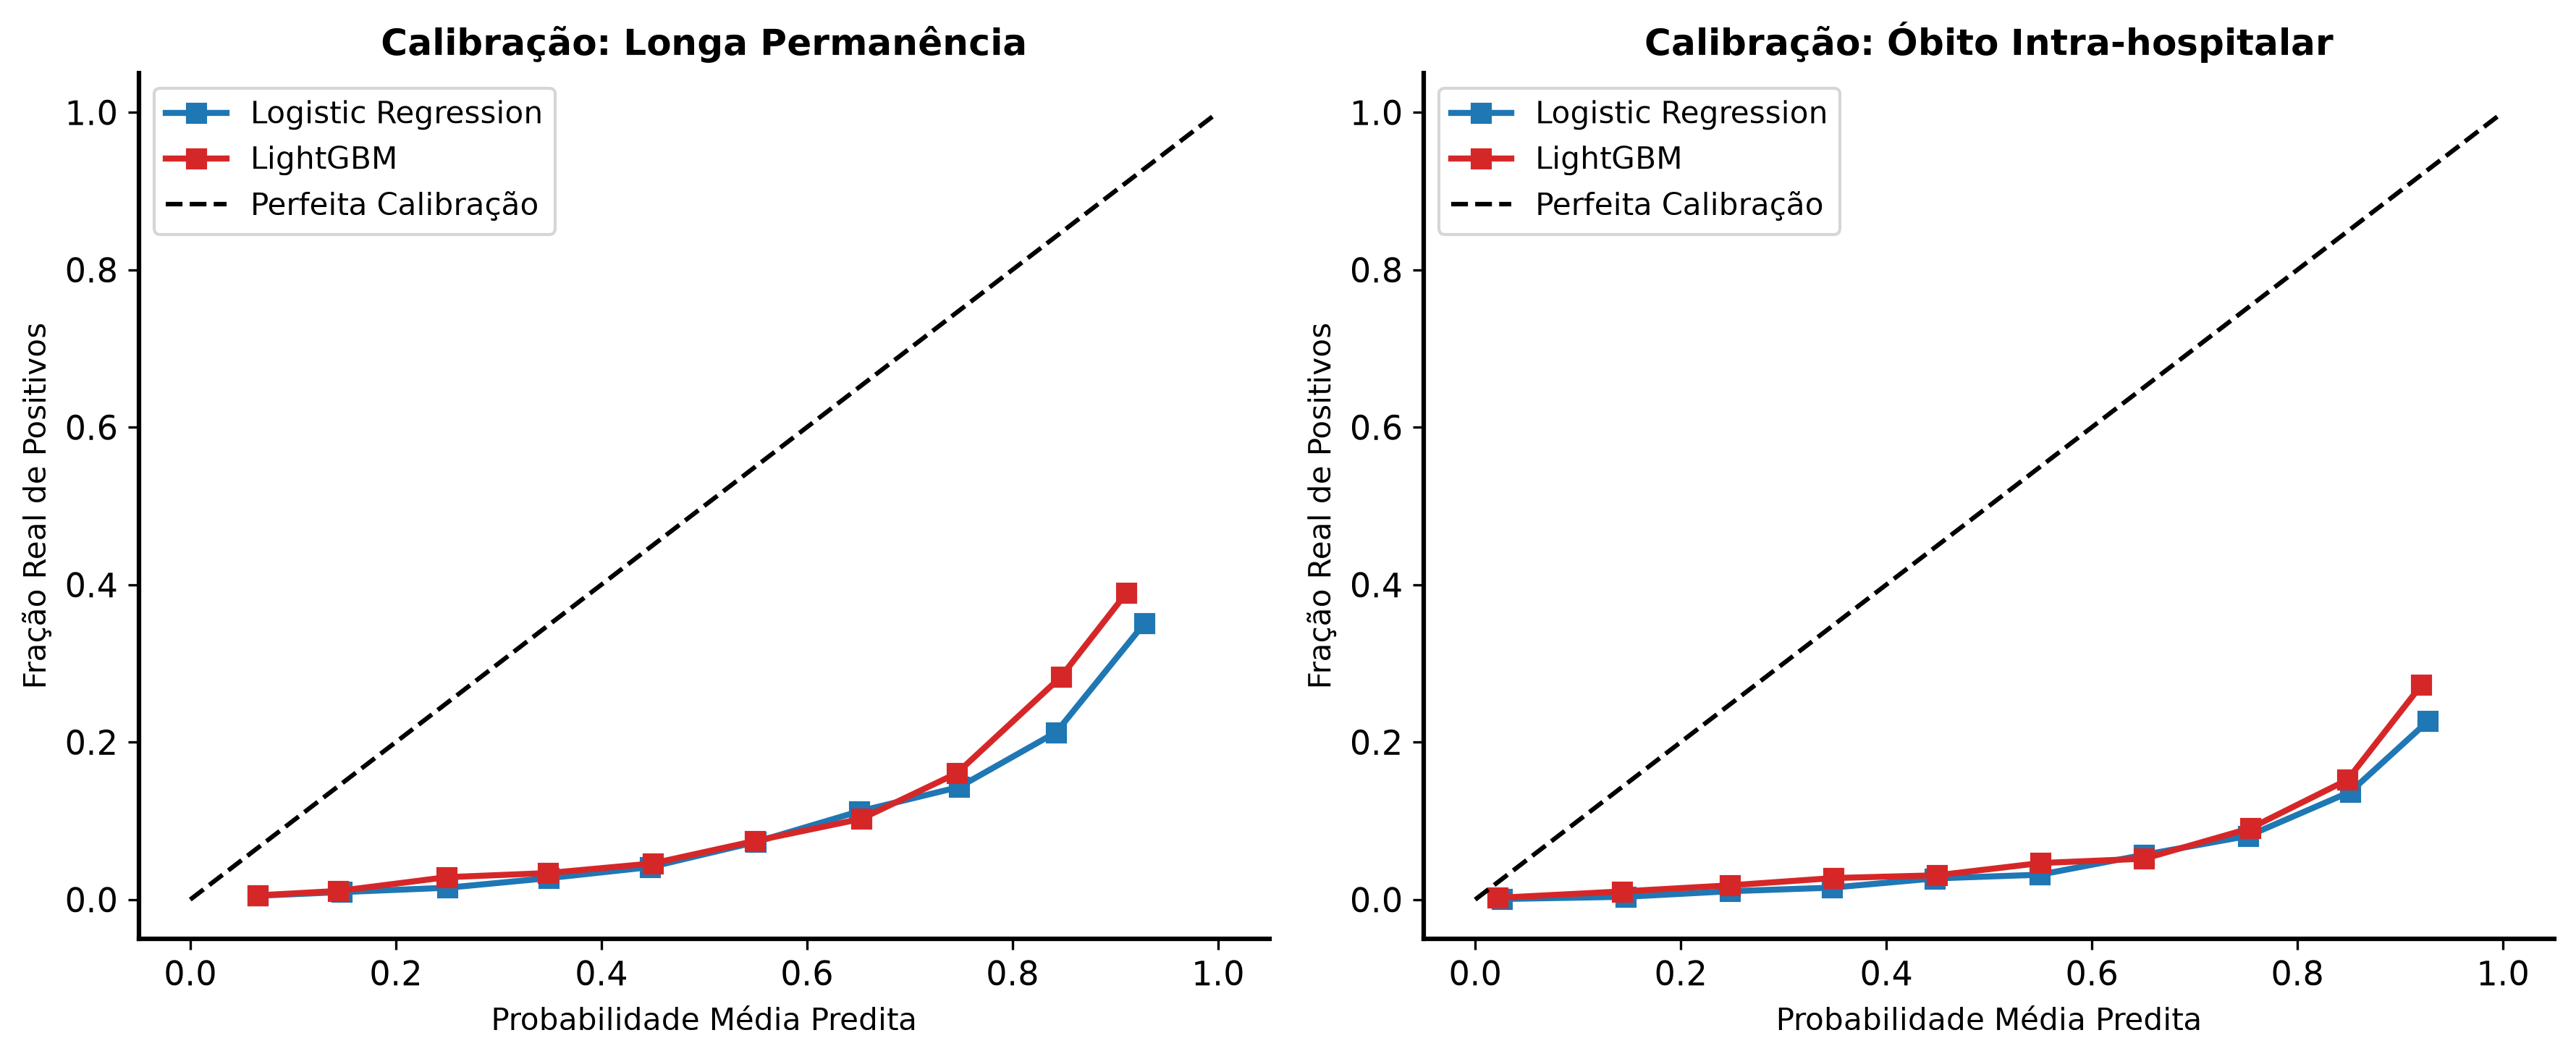 Calibração: Longa Permanência
Logistic Regression
LightGBM
Perfeita Calibração
1.0
0.8
0.6
0.4
0.2
0.0
Fração Real de Positivos
0.0 0.2 0.4 0.6 0.8 1.0
Probabilidade Média Predita
Calibração: Óbito Intra-hospitalar
Logistic Regression
LightGBM
Perfeita Calibração
1.0
0.8
0.6
0.4
0.2
0.0
Fração Real de Positivos
0.0 0.2 0.4 0.6 0.8 1.0
Probabilidade Média Predita